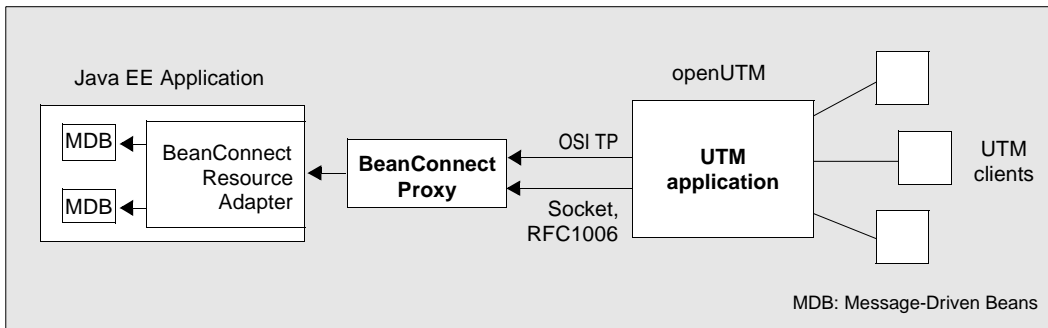 Java EE Application
MDB
MDB
BeanConnect
Resource
Adapter
BeanConnect
Proxy
OSI TP
Socket,
RFC1006
openUTM
UTM
application
UTM
clients
MDB: Message-Driven Beans